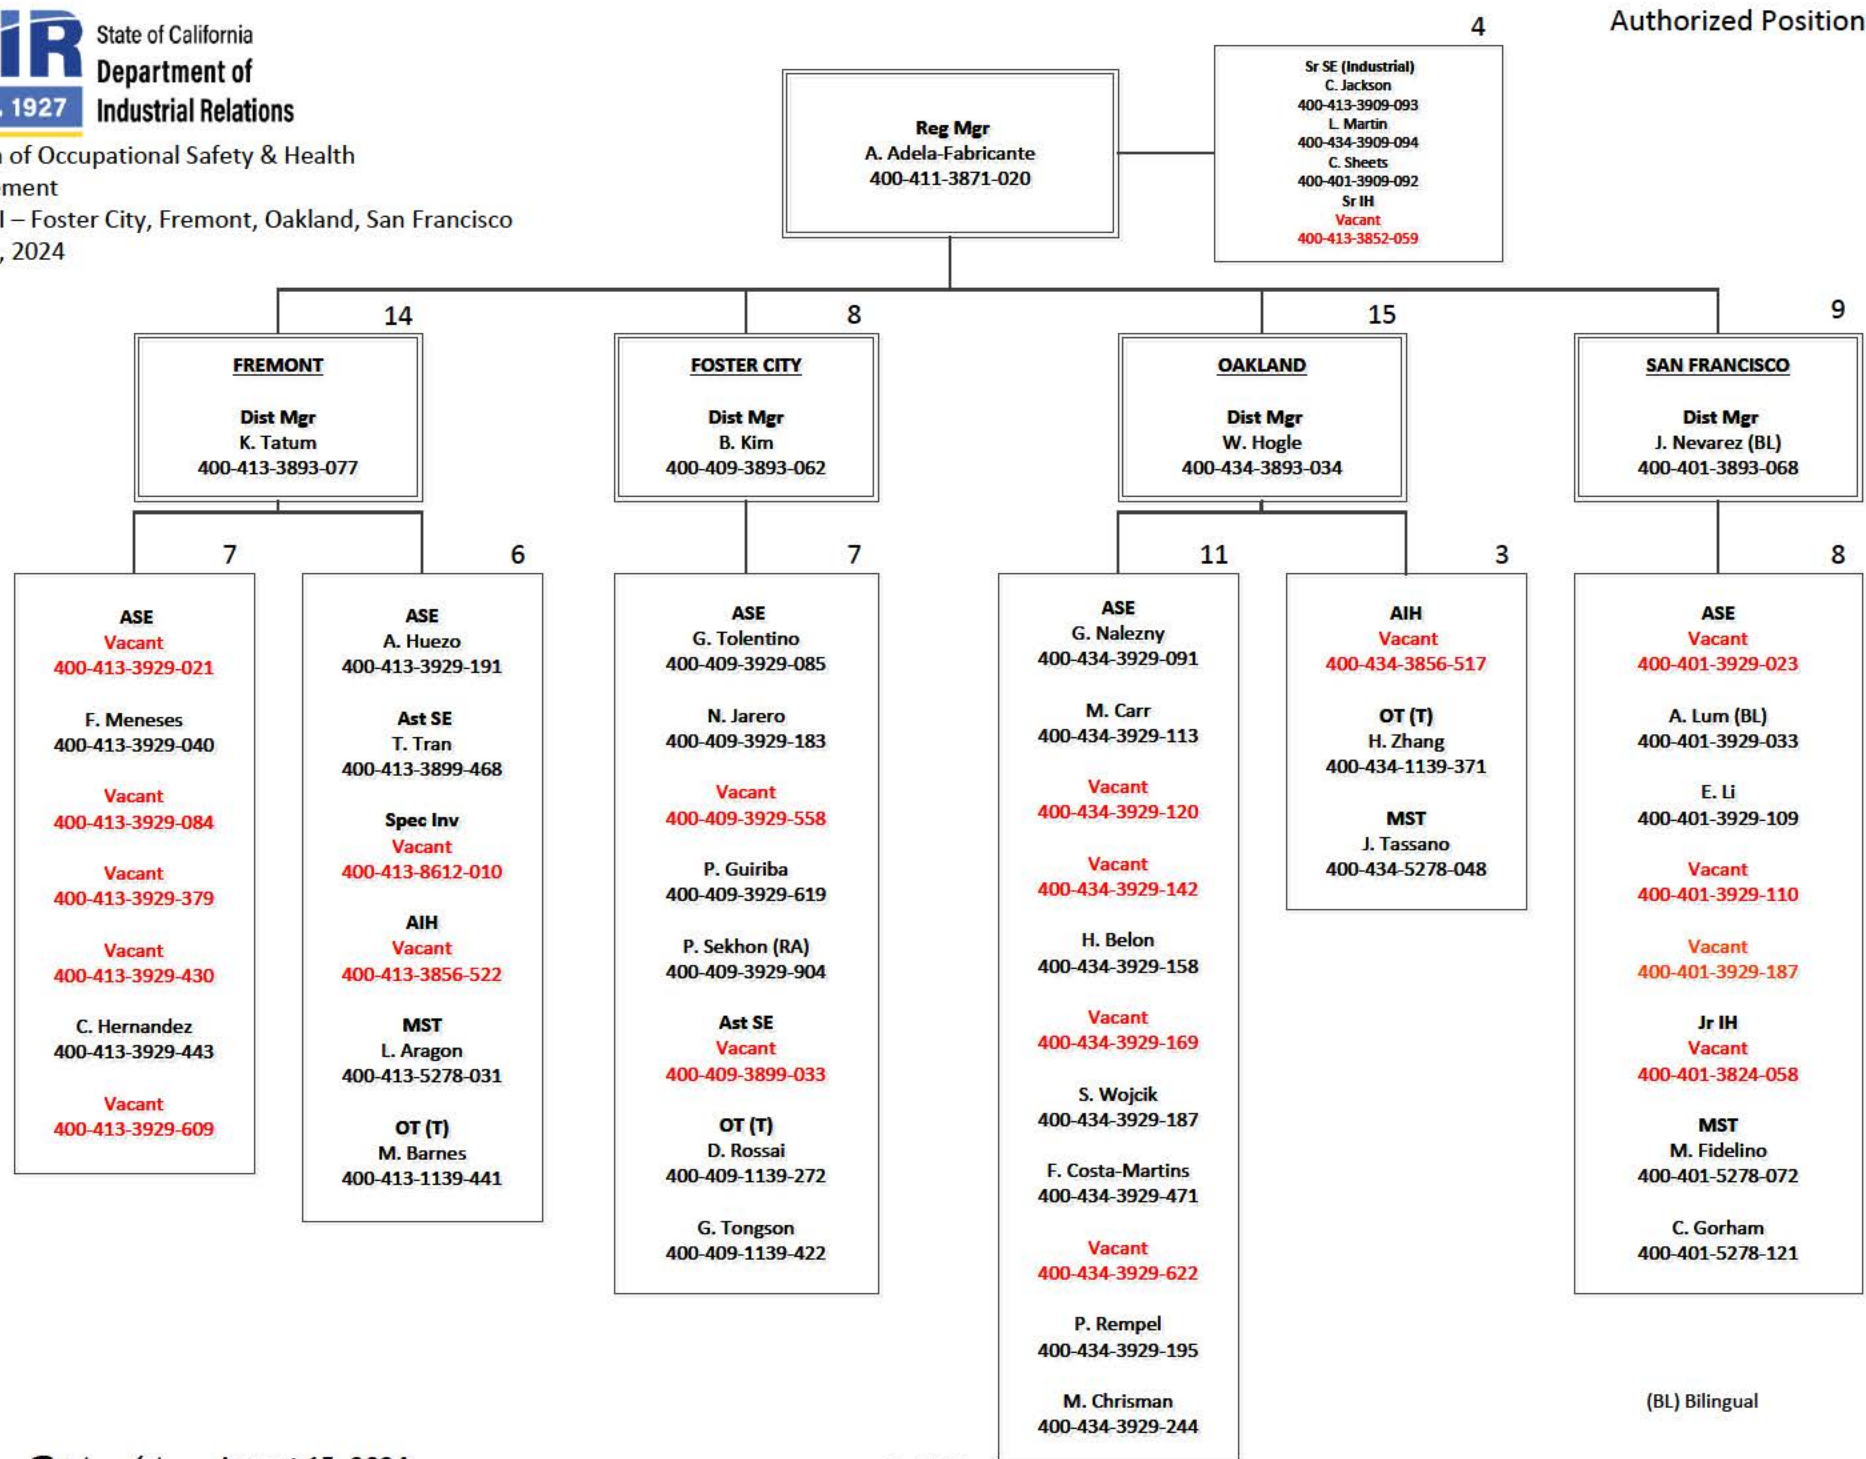 State of California
Department of
Industrial Relations
1927
of Occupational Safety & Health
– Foster City, Fremont, Oakland, San Francisco
, 2024
Authorized Position
4
Reg Mgr
A. Adela-Fabricante
400-411-3871-020
Sr SE (Industrial)
C. Jackson
400-413-3909-093
L. Martin
400-434-3909-094
C. Sheets
400-401-3909-092
Sr IH
Vacant
400-413-3852-059
14
FREMONT
Dist Mgr
K. Tatum
400-413-3893-077
8
FOSTER CITY
Dist Mgr
B. Kim
400-409-3893-062
15
OAKLAND
Dist Mgr
W. Hogle
400-434-3893-034
9
SAN FRANCISCO
Dist Mgr
J. Nevarez (BL)
400-401-3893-068
7
ASE
Vacant
400-413-3929-021
F. Meneses
400-413-3929-040
Vacant
400-413-3929-084
Vacant
400-413-3929-379
Vacant
400-413-3929-430
C. Hernandez
400-413-3929-443
Vacant
400-413-3929-609
6
ASE
A. Huezo
400-413-3929-191
Ast SE
T. Tran
400-413-3899-468
Spec Inv
Vacant
400-413-8612-010
AIH
Vacant
400-413-3856-522
MST
L. Aragon
400-413-5278-031
OT (T)
M. Barnes
400-413-1139-441
7
ASE
G. Tolentino
400-409-3929-085
N. Jarero
400-409-3929-183
Vacant
400-409-3929-558
P. Guiriba
400-409-3929-619
P. Sekhon (RA)
400-409-3929-904
Ast SE
Vacant
400-409-3899-033
OT (T)
D. Rossai
400-409-1139-272
G. Tongson
400-409-1139-422
11
ASE
G. Nalezny
400-434-3929-091
M. Carr
400-434-3929-113
Vacant
400-434-3929-120
Vacant
400-434-3929-142
H. Belon
400-434-3929-158
Vacant
400-434-3929-169
S. Wojcik
400-434-3929-187
F. Costa-Martins
400-434-3929-471
Vacant
400-434-3929-622
P. Rempel
400-434-3929-195
M. Chrisman
400-434-3929-244
3
AIH
Vacant
400-434-3856-517
OT (T)
H. Zhang
400-434-1139-371
MST
J. Tassano
400-434-5278-048
8
ASE
Vacant
400-401-3929-023
A. Lum (BL)
400-401-3929-033
E. Li
400-401-3929-109
Vacant
400-401-3929-110
Vacant
400-401-3929-187
Jr IH
Vacant
400-401-3824-058
MST
M. Fidelino
400-401-5278-072
C. Gorham
400-401-5278-121
(BL) Bilingual